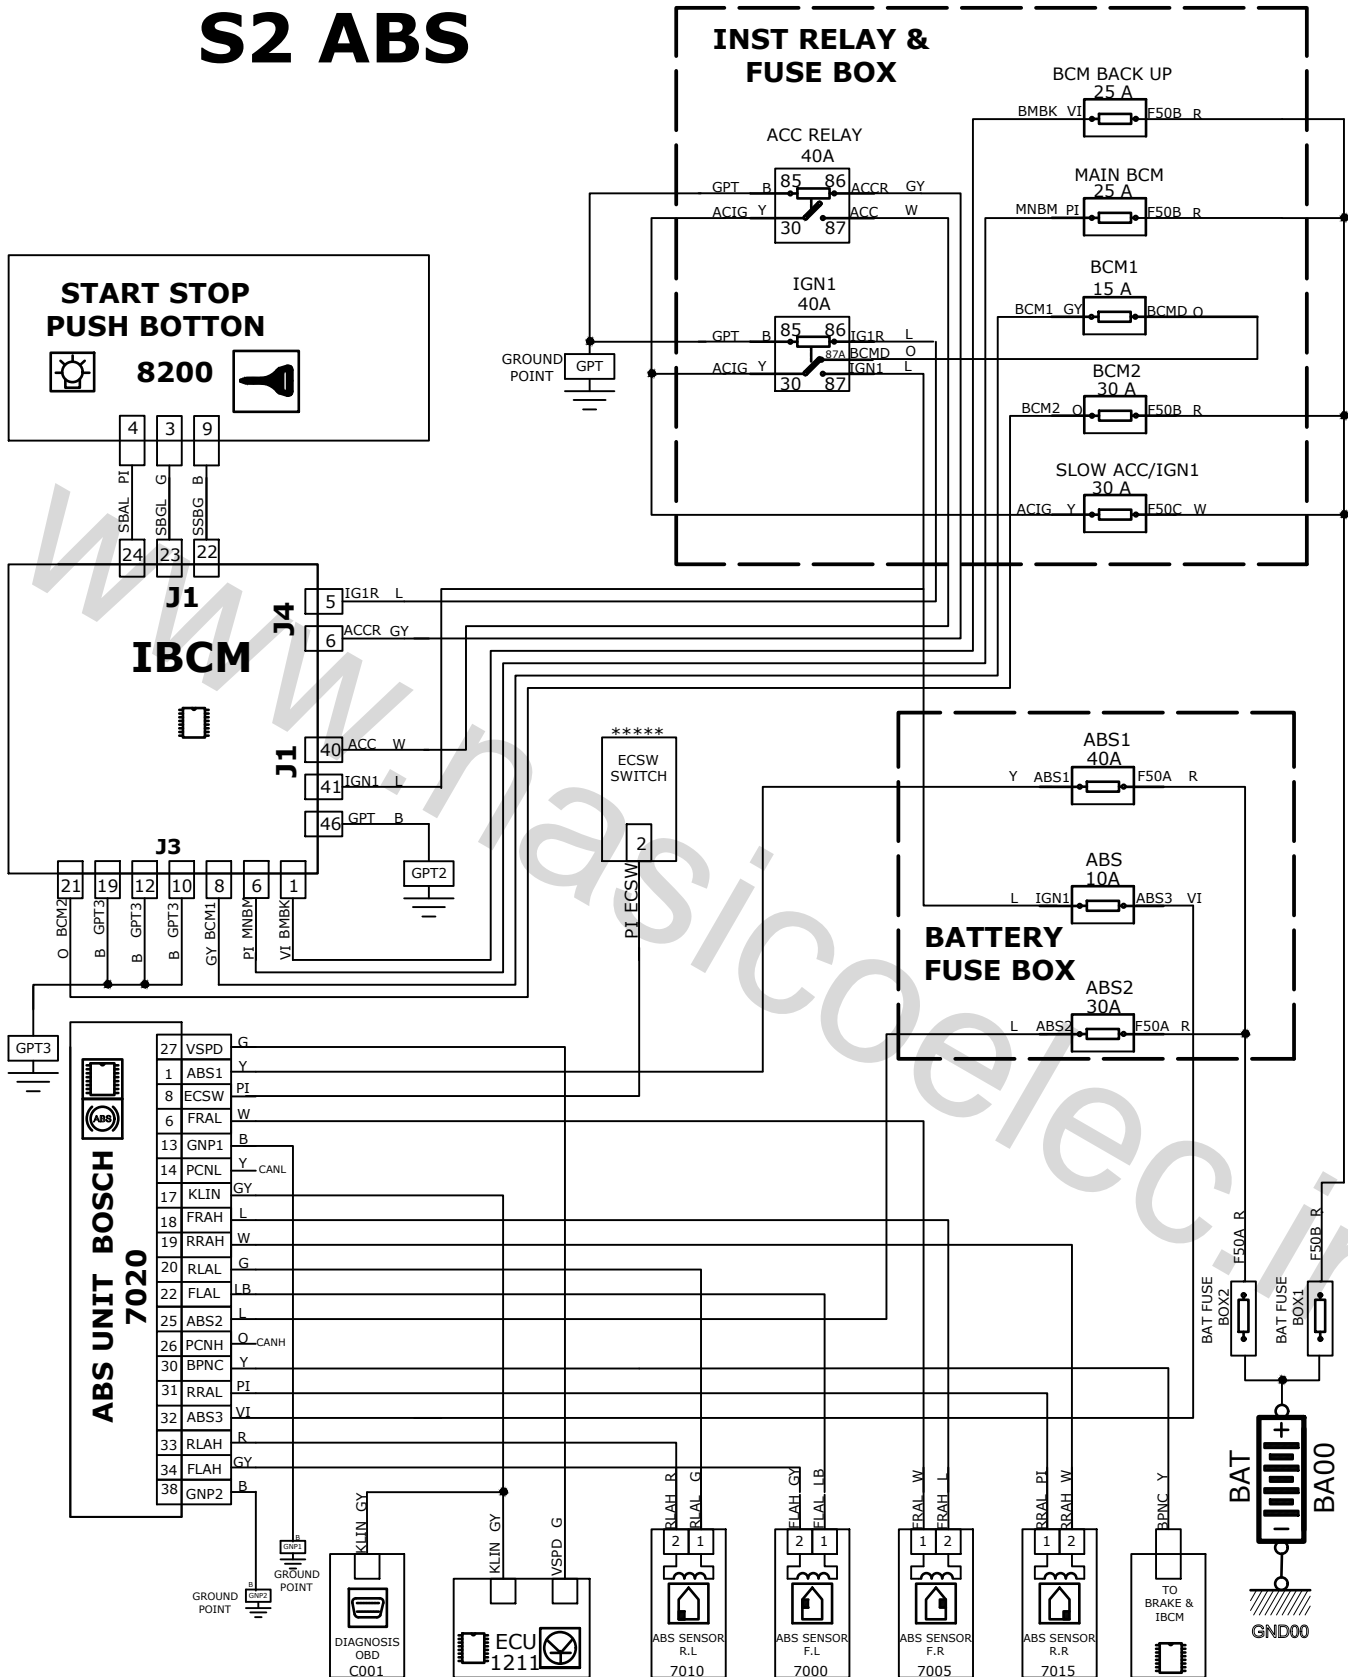 S2 ABS
INST RELAY &
FUSE BOX
BCM BACK UP
25 A
BMBK VI
F50B R
ACC RELAY
40A
85 86
GPT B
ACCR GY
ACIG Y
ACC W
30 87
MAIN BCM
25 A
MNBM PI
F50B R
IGN1
40A
85 86
GPT B
IG1R L
87A BCMD O
ACIG Y
IGN1 L
30 87
BCM1
15 A
BCM1 GY
BCMD O
GROUND
POINT
GPT
BCM2
30 A
BCM2 O
F50B R
SLOW ACC/IGN1
30 A
ACIG Y
F50C W
START STOP
PUSH BOTTON
8200
4 3 9
SBAL PI
SBGL G
SSBG B
24 23 22
J1
IBCM
J4
5 IG1R L
6 ACCR GY
J1
40 ACC W
41 IGN1 L
46 GPT B
GPT2
J3
21 19 12 10 8 6 1
O BCM2
B GPT3
B GPT3
B GPT3
GY BCM1
PI MNBM
VI BMBK
GPT3
*****
ECSW
SWITCH
2
PI ECSW
ABS1
40A
Y ABS1
F50A R
ABS
10A
L IGN1
ABS3 VI
BATTERY
FUSE BOX
ABS2
30A
L ABS2
F50A R
www.nasicoelec.ir
ABS
ABS UNIT BOSCH
7020
27 VSPD G
1 ABS1 Y
8 ECSW PI
6 FRAL W
13 GNP1 B
14 PCNL Y CANL
17 KLIN GY
18 FRAH L
19 RRAH W
20 RLAL G
22 FLAL LB
25 ABS2 L
26 PCNH O CANH
30 BPNC Y
31 RRAL PI
32 ABS3 VI
33 RLAH R
34 FLAH GY
38 GNP2 B
B
GNP1
GROUND
POINT
GROUND
POINT
B
GNP2
KLIN GY
DIAGNOSIS
OBD
C001
KLIN GY
VSPD G
ECU
1211
RLAH R
RLAL G
2 1
ABS SENSOR
R.L
7010
FLAH GY
FLAL LB
2 1
ABS SENSOR
F.L
7000
FRAL W
FRAH L
1 2
ABS SENSOR
F.R
7005
RRAL PI
RRAH W
1 2
ABS SENSOR
R.R
7015
BPNC Y
TO
BRAKE &
IBCM
F50A R
F50B R
BAT FUSE
BOX2
BAT FUSE
BOX1
BAT
BA00
GND00